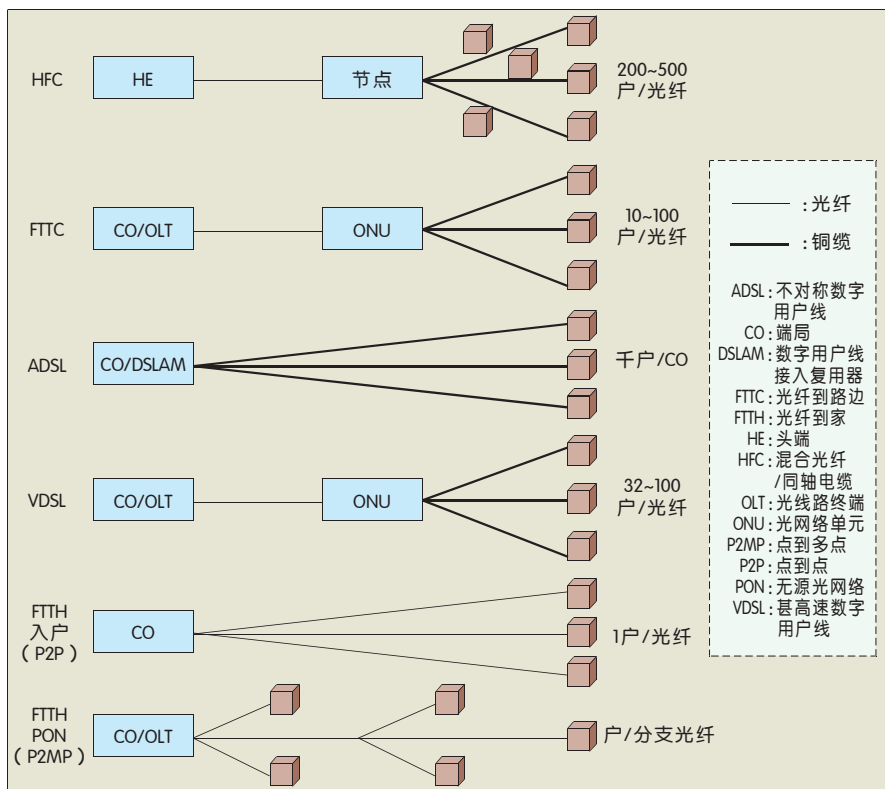 HFC
HE
节点
200~500
户/光纤
FTTC
CO/OLT
ONU
10~100
户/光纤
ADSL
CO/DSLAM
千户/CO
VDSL
CO/OLT
ONU
32~100
户/光纤
FTTH
入户
(P2P)
CO
1户/光纤
FTTH
PON
(P2MP)
CO/OLT
户/分支光纤
:光纤
:铜缆
ADSL:不对称数字
用户线
CO:端局
DSLAM:数字用户线
接入复用器
FTTC:光纤到路边
FTTH:光纤到家
HE:头端
HFC:混合光纤
/同轴电缆
OLT:光线路终端
ONU:光网络单元
P2MP:点到多点
P2P:点到点
PON:无源光网络
VDSL:甚高速数字
用户线